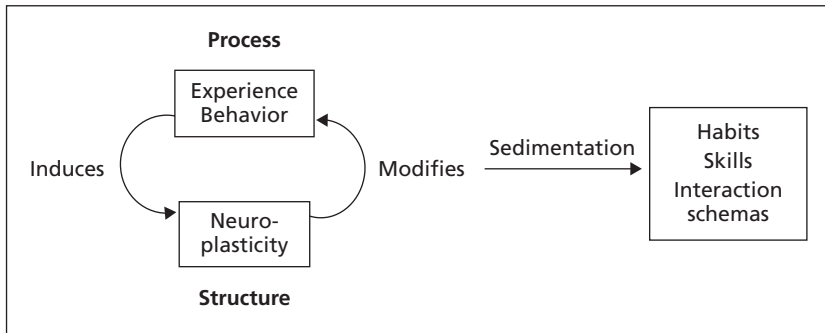 Process
Experience
Behavior
Induces
Modifies
Sedimentation
Habits
Skills
Interaction
schemas
Neuro-
plasticity
Structure